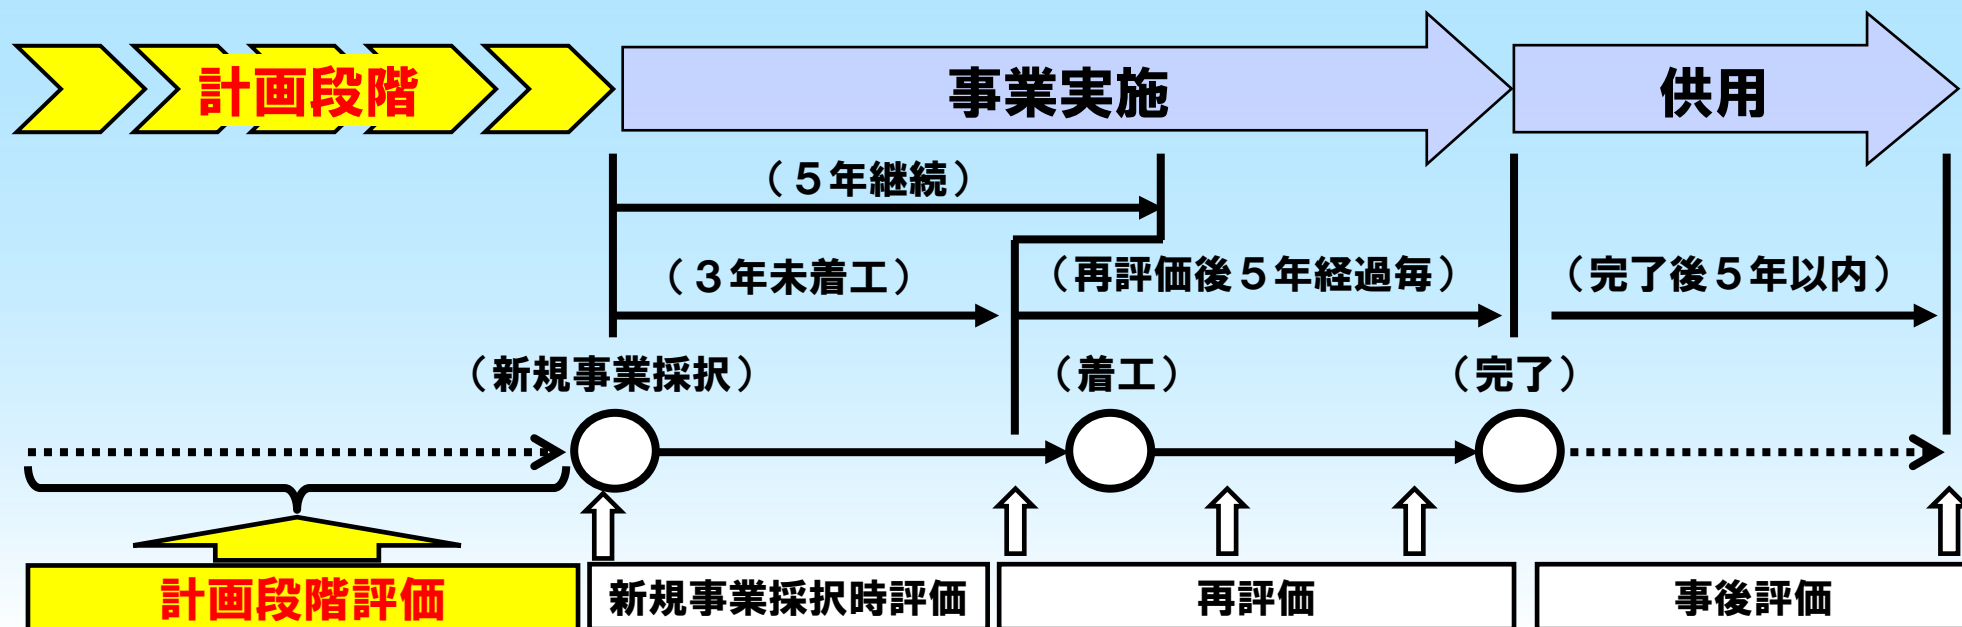 計画段階
事業実施
供用
（５年継続）
（３年未着工）
（再評価後５年経過毎）
（完了後５年以内）
（新規事業採択）
（着工）
（完了）
計画段階評価
新規事業採択時評価
再評価
事後評価